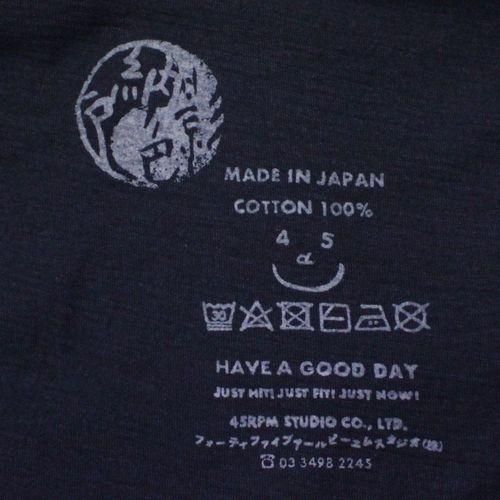 MADE IN JAPAN
COTTON 100%
4 5
d
30
HAVE A GOOD DAY
JUST HIT! JUST FIT! JUST NOW!
45RPM STUDIO CO., LTD.
フォーティファイブアールピーエムスタジオ(株)
☎03 3498 2245